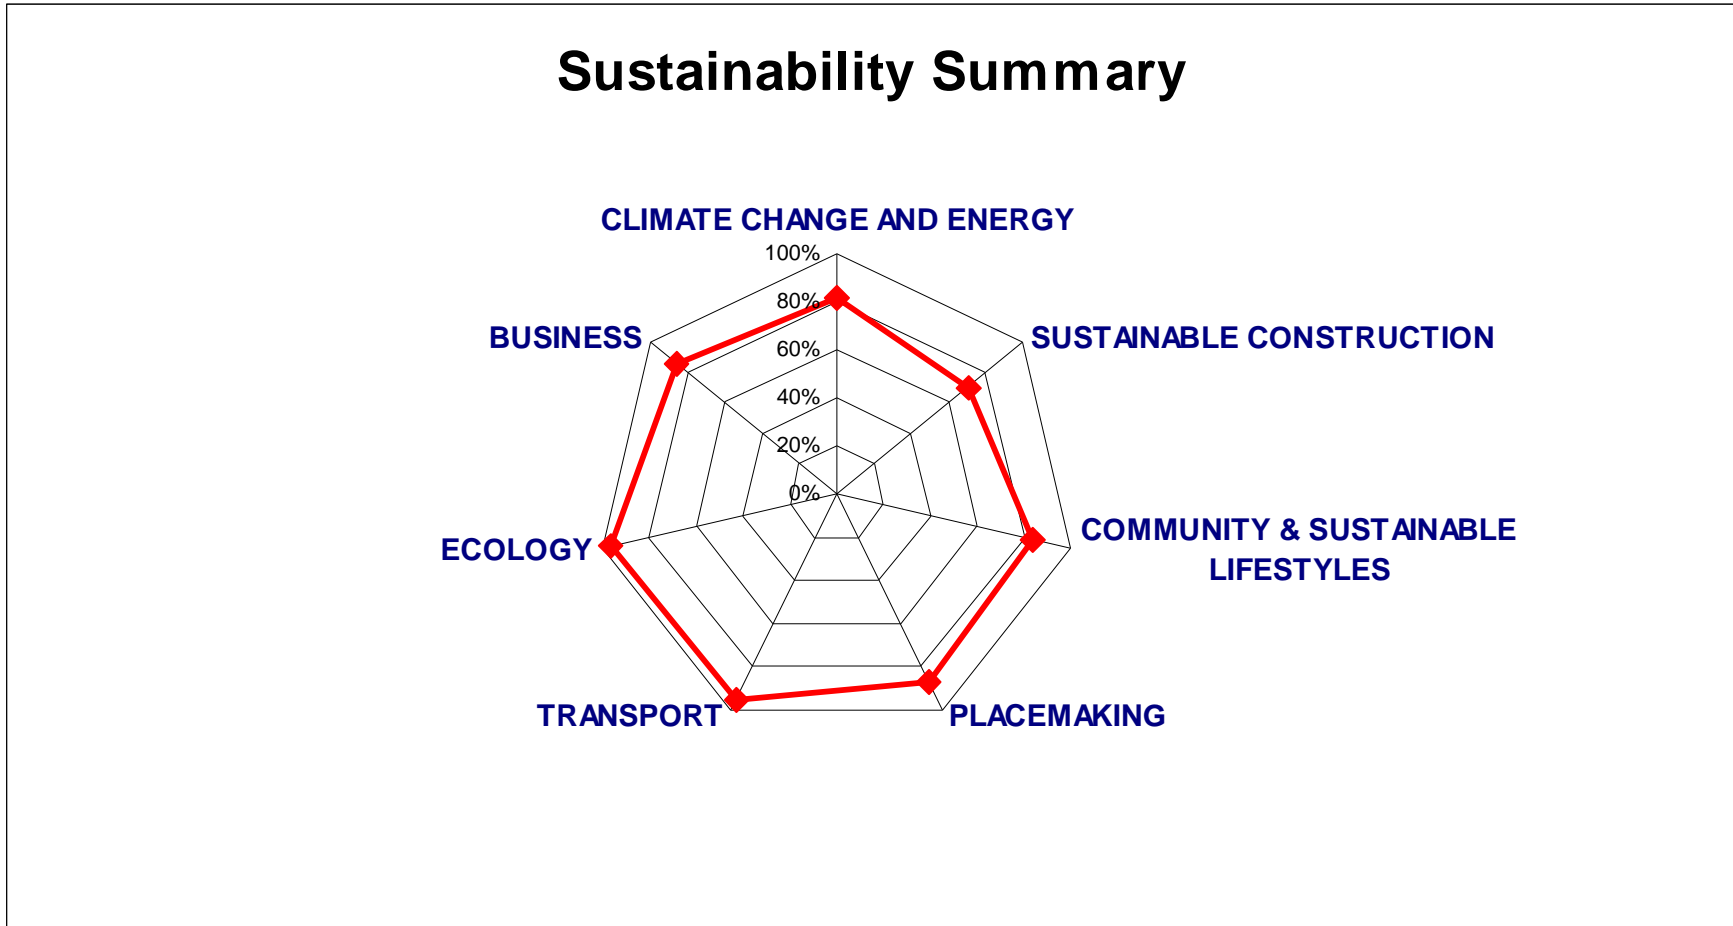 Sustainability Summary
CLIMATE CHANGE AND ENERGY
100%
80%
60%
40%
20%
0%
BUSINESS
SUSTAINABLE CONSTRUCTION
ECOLOGY
COMMUNITY & SUSTAINABLE
LIFESTYLES
TRANSPORT
PLACEMAKING